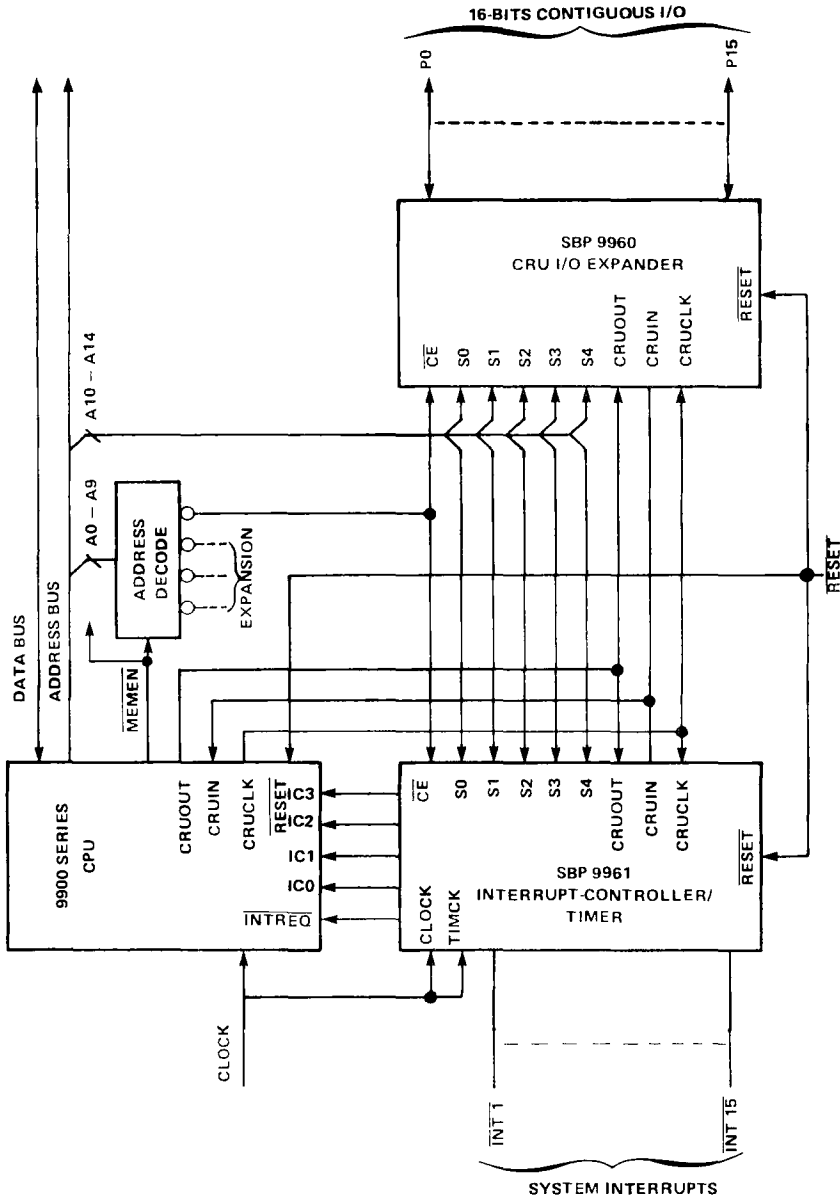 16-BITS CONTIGUOUS I/O
P0
P15
SBP 9960
CRU I/O EXPANDER
CE
S0
S1
S2
S3
S4
CRUOUT
CRUIN
CRUCLK
RESET
A10 – A14
A0 – A9
ADDRESS
DECODE
EXPANSION
DATA BUS
ADDRESS BUS
MEMEN
RESET
9900 SERIES
CPU
CRUOUT
CRUIN
CRUCLK
RESET
IC3
IC2
IC1
IC0
INTREQ
CE
S0
S1
S2
S3
S4
CRUOUT
CRUIN
CRUCLK
RESET
SBP 9961
INTERRUPT-CONTROLLER/
TIMER
CLOCK
TIMCK
CLOCK
INT 1
INT 15
SYSTEM INTERRUPTS